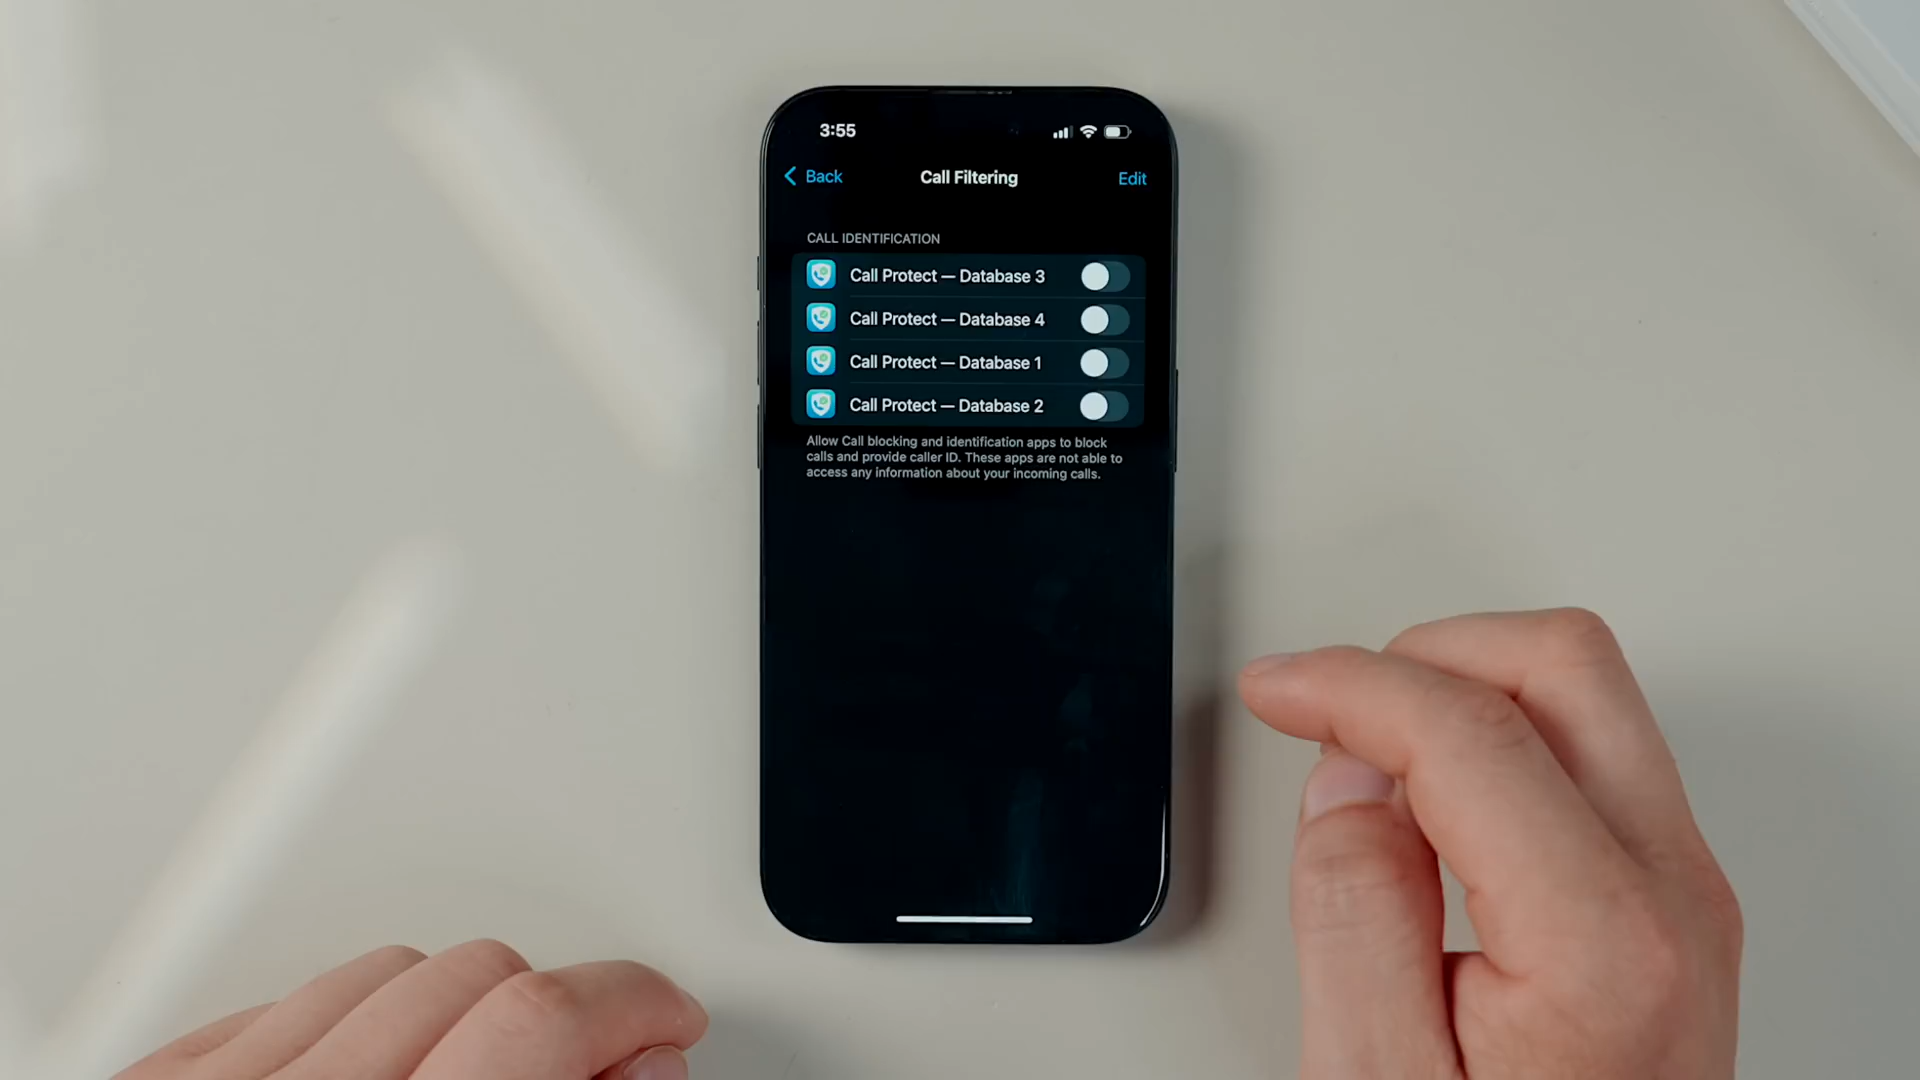 3:55
Back
Call Filtering
Edit
CALL IDENTIFICATION
Call Protect — Database 3
Call Protect — Database 4
Call Protect — Database 1
Call Protect — Database 2
Allow Call blocking and identification apps to block
calls and provide caller ID. These apps are not able to
access any information about your incoming calls.